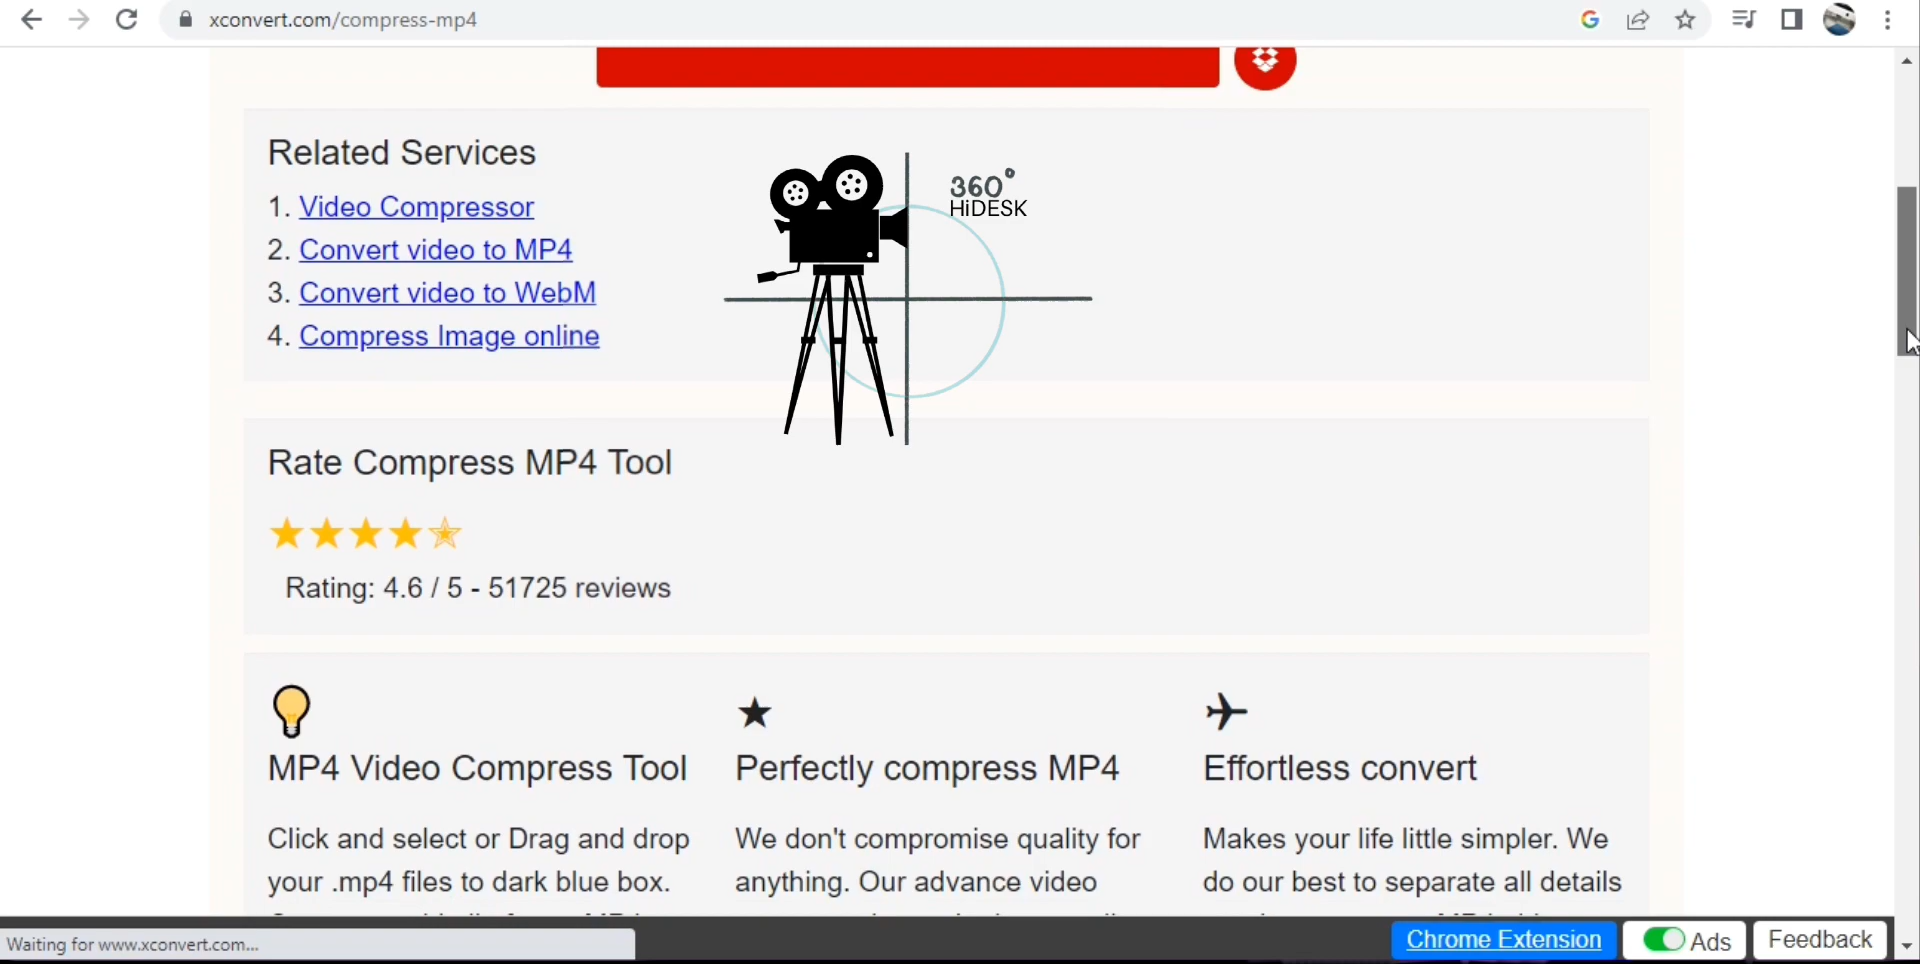 xconvert.com/compress-mp4
Related Services
1. Video Compressor
2. Convert video to MP4
3. Convert video to WebM
4. Compress Image online
360°
HiDESK
Rate Compress MP4 Tool
Rating: 4.6 / 5 - 51725 reviews
MP4 Video Compress Tool
Click and select or Drag and drop
your .mp4 files to dark blue box.
Perfectly compress MP4
We don't compromise quality for
anything. Our advance video
Effortless convert
Makes your life little simpler. We
do our best to separate all details
Waiting for www.xconvert.com...
Chrome Extension
Ads
Feedback